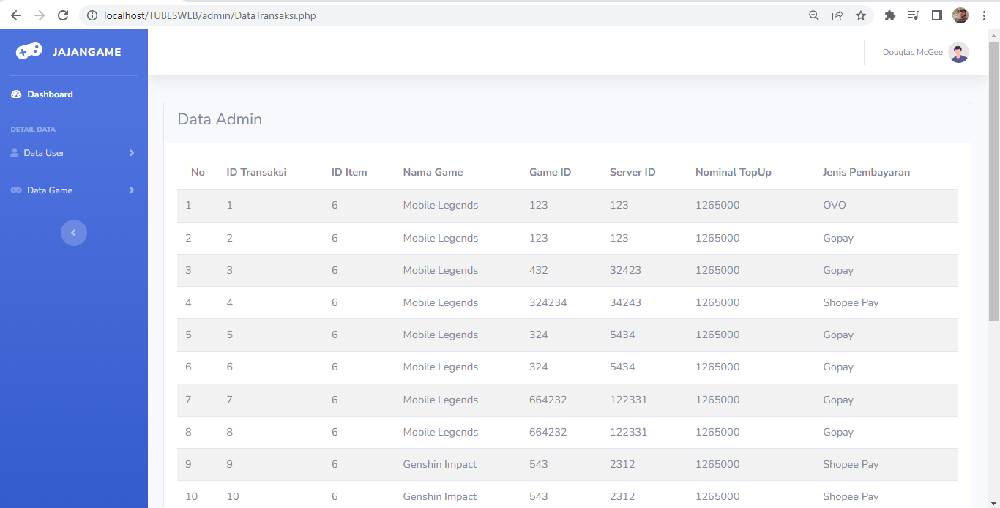 localhost/TUBESWEB/admin/DataTransaksi.php
JAJANGAME
Douglas McGee
Dashboard
DETAIL DATA
Data User
Data Game
Data Admin
No ID Transaksi ID Item Nama Game Game ID Server ID Nominal TopUp Jenis Pembayaran
1 1 6 Mobile Legends 123 123 1265000 OVO
2 2 6 Mobile Legends 123 123 1265000 Gopay
3 3 6 Mobile Legends 432 32423 1265000 Gopay
4 4 6 Mobile Legends 324234 34243 1265000 Shopee Pay
5 5 6 Mobile Legends 324 5434 1265000 Gopay
6 6 6 Mobile Legends 324 5434 1265000 Gopay
7 7 6 Mobile Legends 664232 122331 1265000 Gopay
8 8 6 Mobile Legends 664232 122331 1265000 Gopay
9 9 6 Genshin Impact 543 2312 1265000 Shopee Pay
10 10 6 Genshin Impact 543 2312 1265000 Shopee Pay